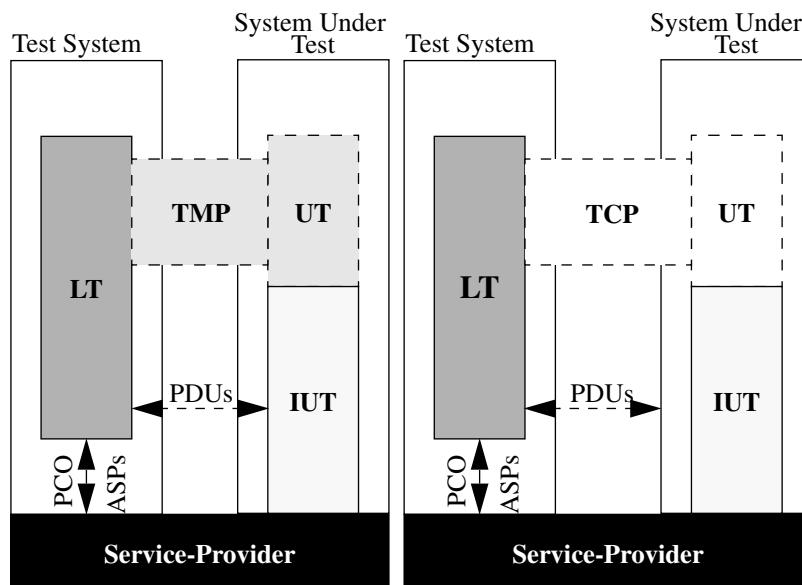 Test System
System Under
Test
TMP
UT
LT
PDUs
IUT
PCO
ASPs
Service-Provider
Test System
System Under
Test
TCP
UT
LT
PDUs
IUT
PCO
ASPs
Service-Provider